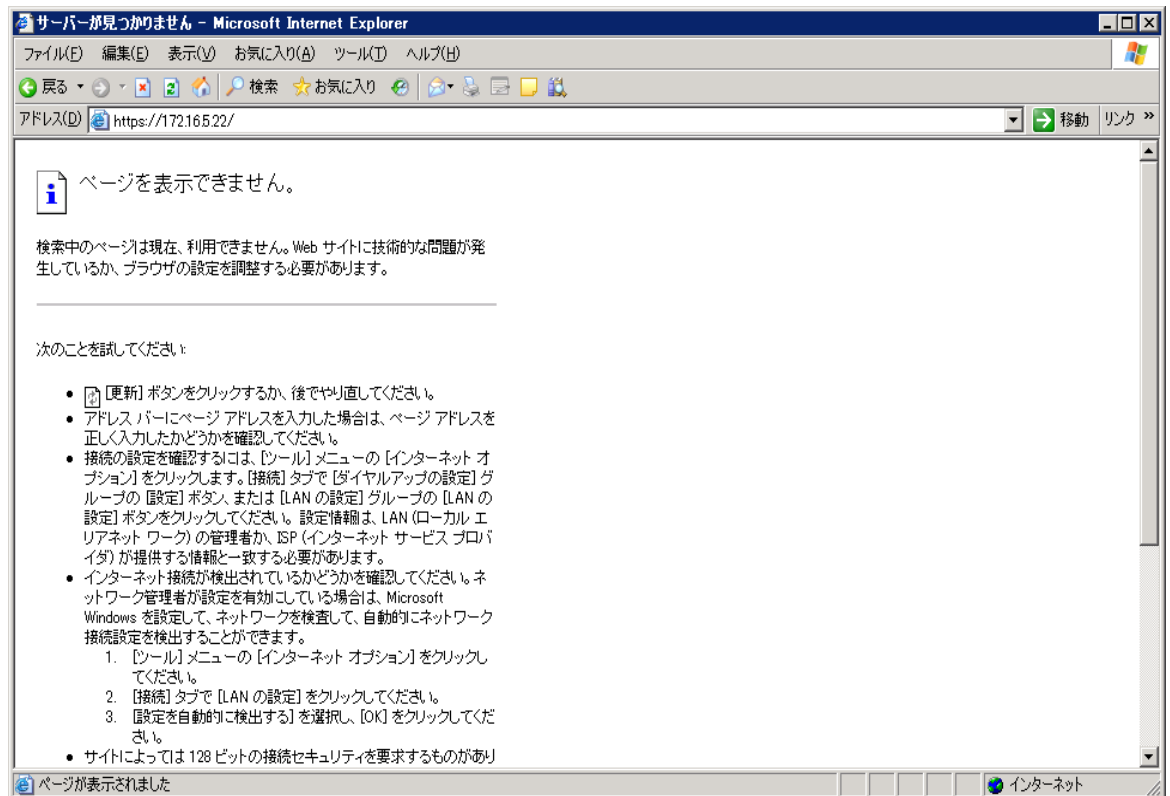 サーバーが見つかりません - Microsoft Internet Explorer
ファイル(F) 編集(E) 表示(V) お気に入り(A) ツール(T) ヘルプ(H)
戻る 検索 お気に入り
アドレス(D) https://172.16.5.22/ 移動 リンク »
ページを表示できません。
検索中のページは現在、利用できません。Web サイトに技術的な問題が発
生しているか、ブラウザの設定を調整する必要があります。
次のことを試してください:
• [更新] ボタンをクリックするか、後でやり直してください。
• アドレス バーにページ アドレスを入力した場合は、ページ アドレスを
正しく入力したかどうかを確認してください。
• 接続の設定を確認するには、[ツール] メニューの [インターネット オ
プション] をクリックします。[接続] タブで [ダイヤルアップの設定] グ
ループの [設定] ボタン、または [LAN の設定] グループの [LAN の
設定] ボタンをクリックしてください。 設定情報は、LAN (ローカル エ
リアネット ワーク) の管理者か、ISP (インターネット サービス プロバ
イダ) が提供する情報と一致する必要があります。
• インターネット接続が検出されているかどうかを確認してください。ネ
ットワーク管理者が設定を有効にしている場合は、Microsoft
Windows を設定して、ネットワークを検査して、自動的にネットワーク
接続設定を検出することができます。
1. [ツール] メニューの [インターネット オプション] をクリックし
てください。
2. [接続] タブで [LAN の設定] をクリックしてください。
3. [設定を自動的に検出する] を選択し、[OK] をクリックしてくだ
さい。
• サイトによっては 128 ビットの接続セキュリティを要求するものがあり
ページが表示されました インターネット